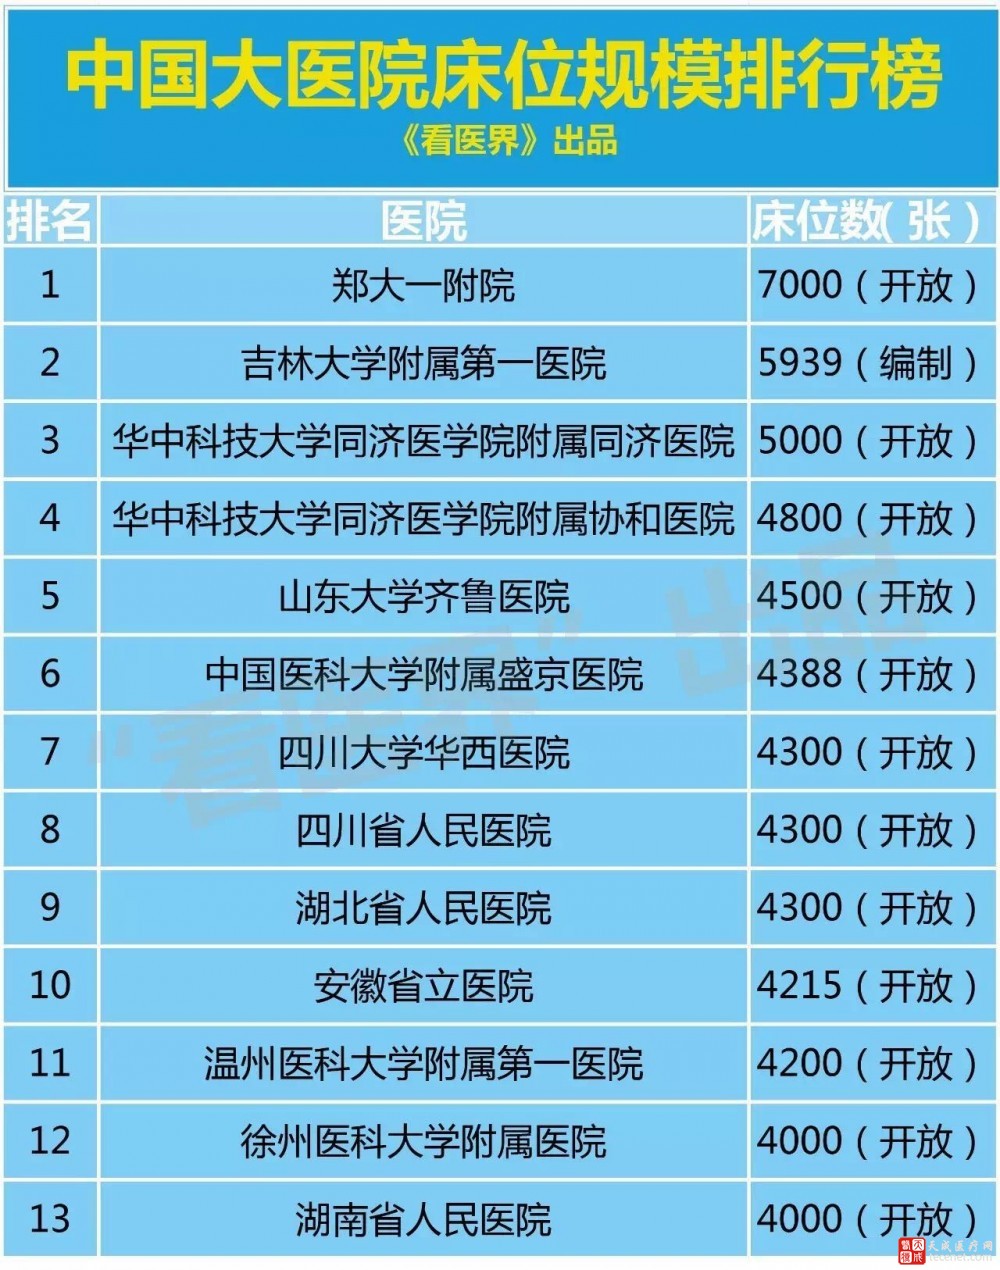 中国大医院床位规模排行榜
《看医界》出品
排名 医院 床位数(张)
1 郑大一附院 7000(开放)
2 吉林大学附属第一医院 5939(编制)
3 华中科技大学同济医学院附属同济医院 5000(开放)
4 华中科技大学同济医学院附属协和医院 4800(开放)
5 山东大学齐鲁医院 4500(开放)
6 中国医科大学附属盛京医院 4388(开放)
7 四川大学华西医院 4300(开放)
8 四川省人民医院 4300(开放)
9 湖北省人民医院 4300(开放)
10 安徽省立医院 4215(开放)
11 温州医科大学附属第一医院 4200(开放)
12 徐州医科大学附属医院 4000(开放)
13 湖南省人民医院 4000(开放)
“看医界”出品
天成医疗网